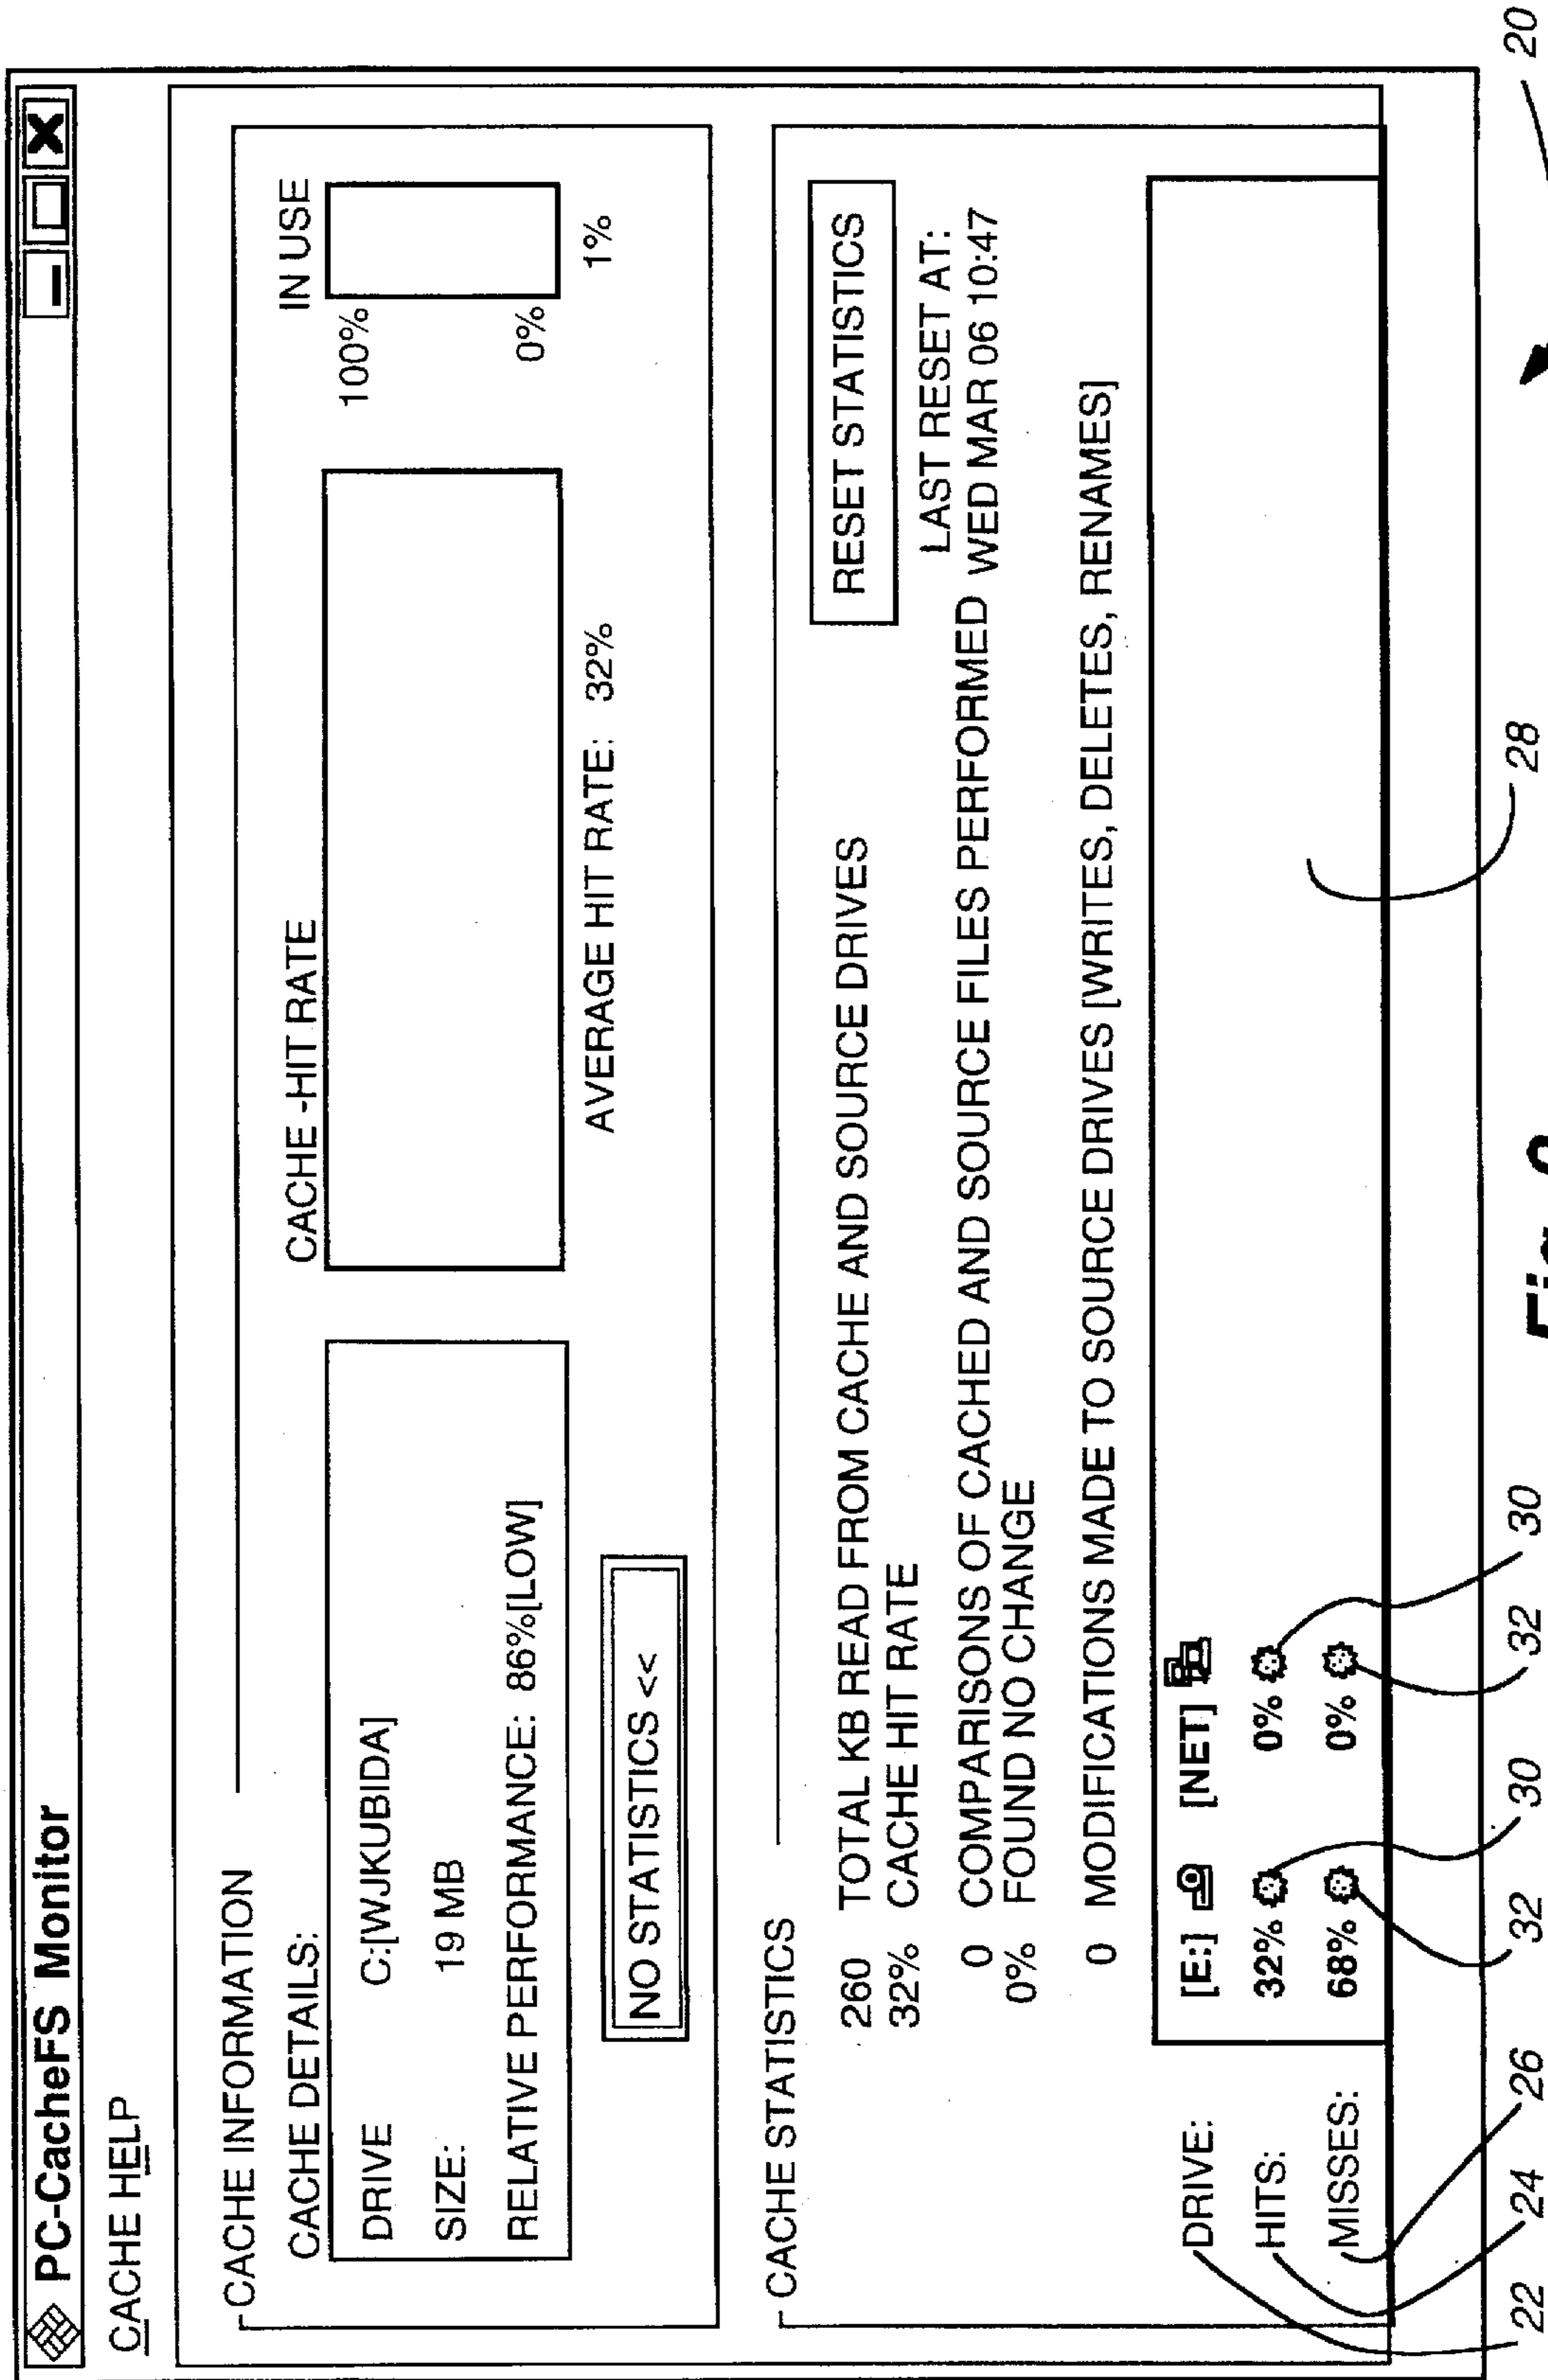 PC-CacheFS Monitor
CACHE HELP
CACHE INFORMATION
CACHE DETAILS:
DRIVE C:[WJKUBIDA]
SIZE: 19 MB
RELATIVE PERFORMANCE: 86%[LOW]
NO STATISTICS <<
CACHE -HIT RATE
AVERAGE HIT RATE: 32%
IN USE
100%
0%
1%
CACHE STATISTICS
260 TOTAL KB READ FROM CACHE AND SOURCE DRIVES
32% CACHE HIT RATE
0 COMPARISONS OF CACHED AND SOURCE FILES PERFORMED
0% FOUND NO CHANGE
0 MODIFICATIONS MADE TO SOURCE DRIVES [WRITES, DELETES, RENAMES]
RESET STATISTICS
LAST RESET AT:
WED MAR 06 10:47
DRIVE: [E:] [NET]
HITS: 32% 0%
MISSES: 68% 0%
22 24 26 32 30 32 30 28 20
Fig.